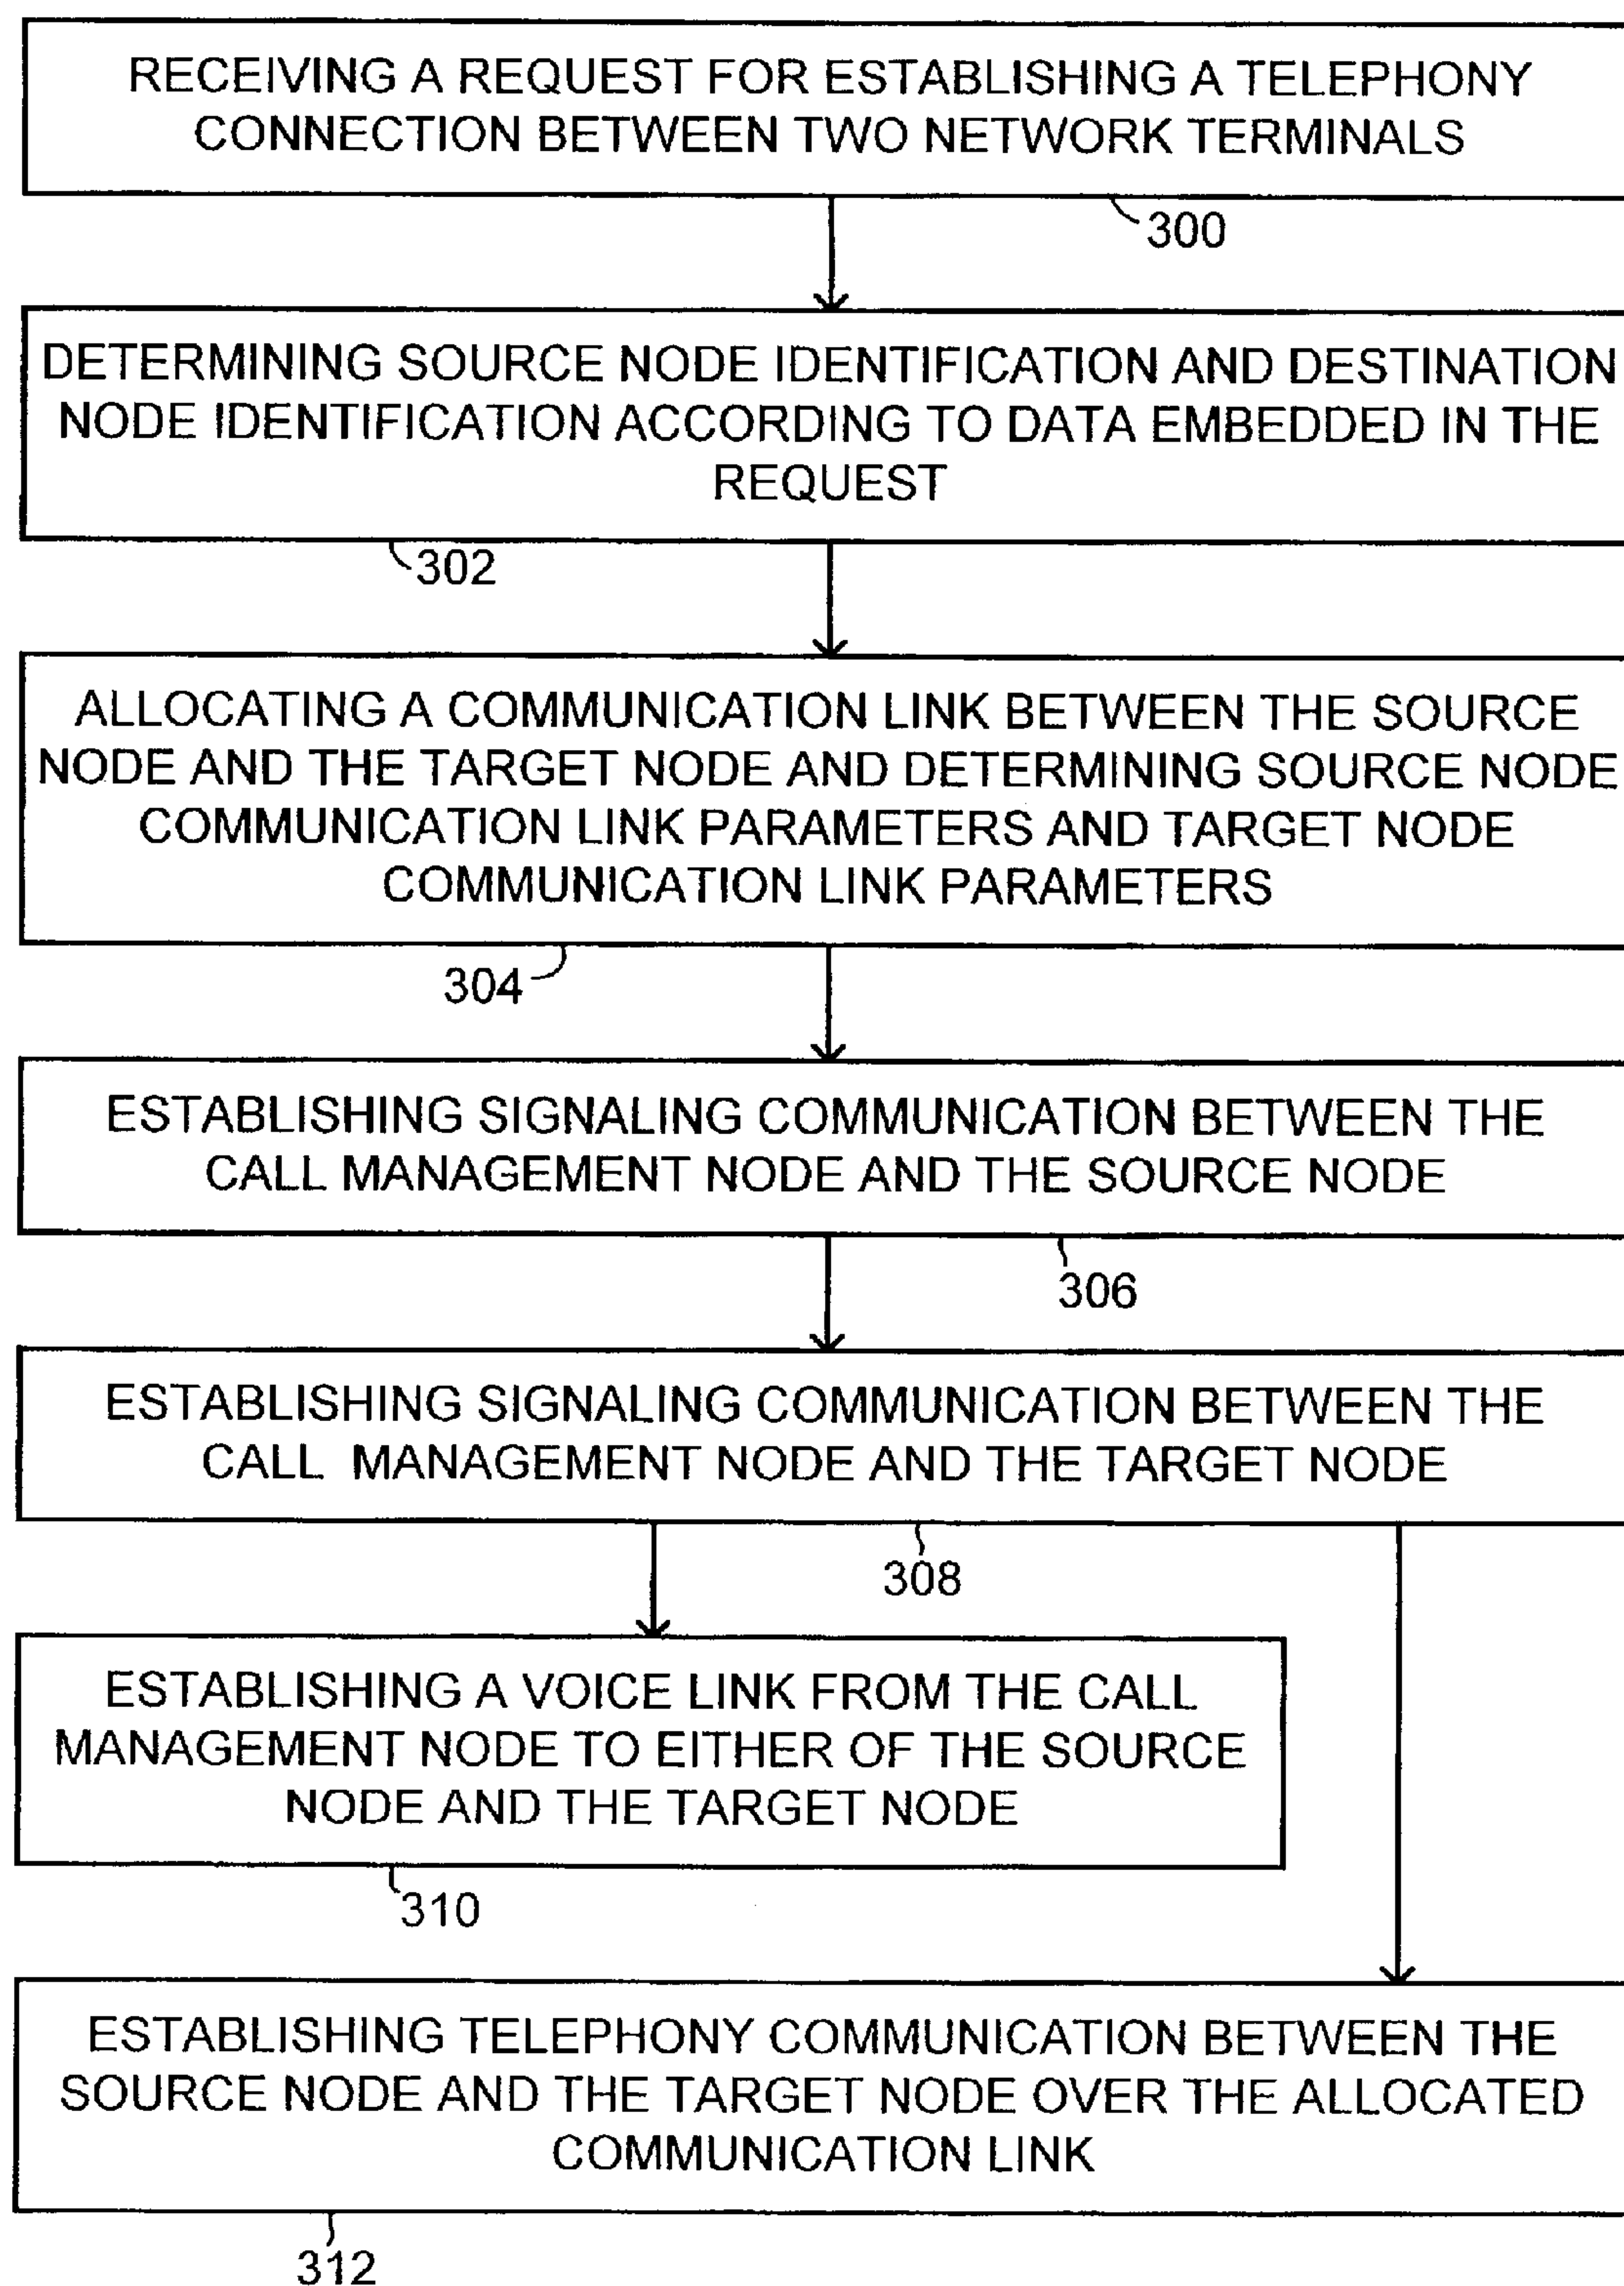 RECEIVING A REQUEST FOR ESTABLISHING A TELEPHONY
CONNECTION BETWEEN TWO NETWORK TERMINALS
300
DETERMINING SOURCE NODE IDENTIFICATION AND DESTINATION
NODE IDENTIFICATION ACCORDING TO DATA EMBEDDED IN THE
REQUEST
302
ALLOCATING A COMMUNICATION LINK BETWEEN THE SOURCE
NODE AND THE TARGET NODE AND DETERMINING SOURCE NODE
COMMUNICATION LINK PARAMETERS AND TARGET NODE
COMMUNICATION LINK PARAMETERS
304
ESTABLISHING SIGNALING COMMUNICATION BETWEEN THE
CALL MANAGEMENT NODE AND THE SOURCE NODE
306
ESTABLISHING SIGNALING COMMUNICATION BETWEEN THE
CALL MANAGEMENT NODE AND THE TARGET NODE
308
ESTABLISHING A VOICE LINK FROM THE CALL
MANAGEMENT NODE TO EITHER OF THE SOURCE
NODE AND THE TARGET NODE
310
ESTABLISHING TELEPHONY COMMUNICATION BETWEEN THE
SOURCE NODE AND THE TARGET NODE OVER THE ALLOCATED
COMMUNICATION LINK
312